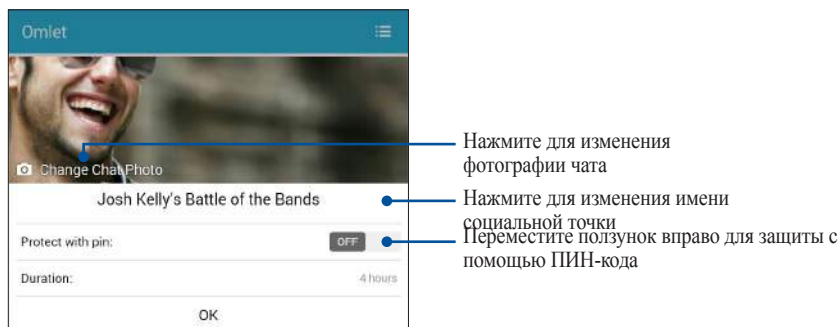 Omlet
Change Chat Photo
Josh Kelly's Battle of the Bands
Protect with pin:
OFF
Duration:
4 hours
OK
Нажмите для изменения
фотографии чата
Нажмите для изменения имени
социальной точки
Переместите ползунок вправо для защиты с
помощью ПИН-кода